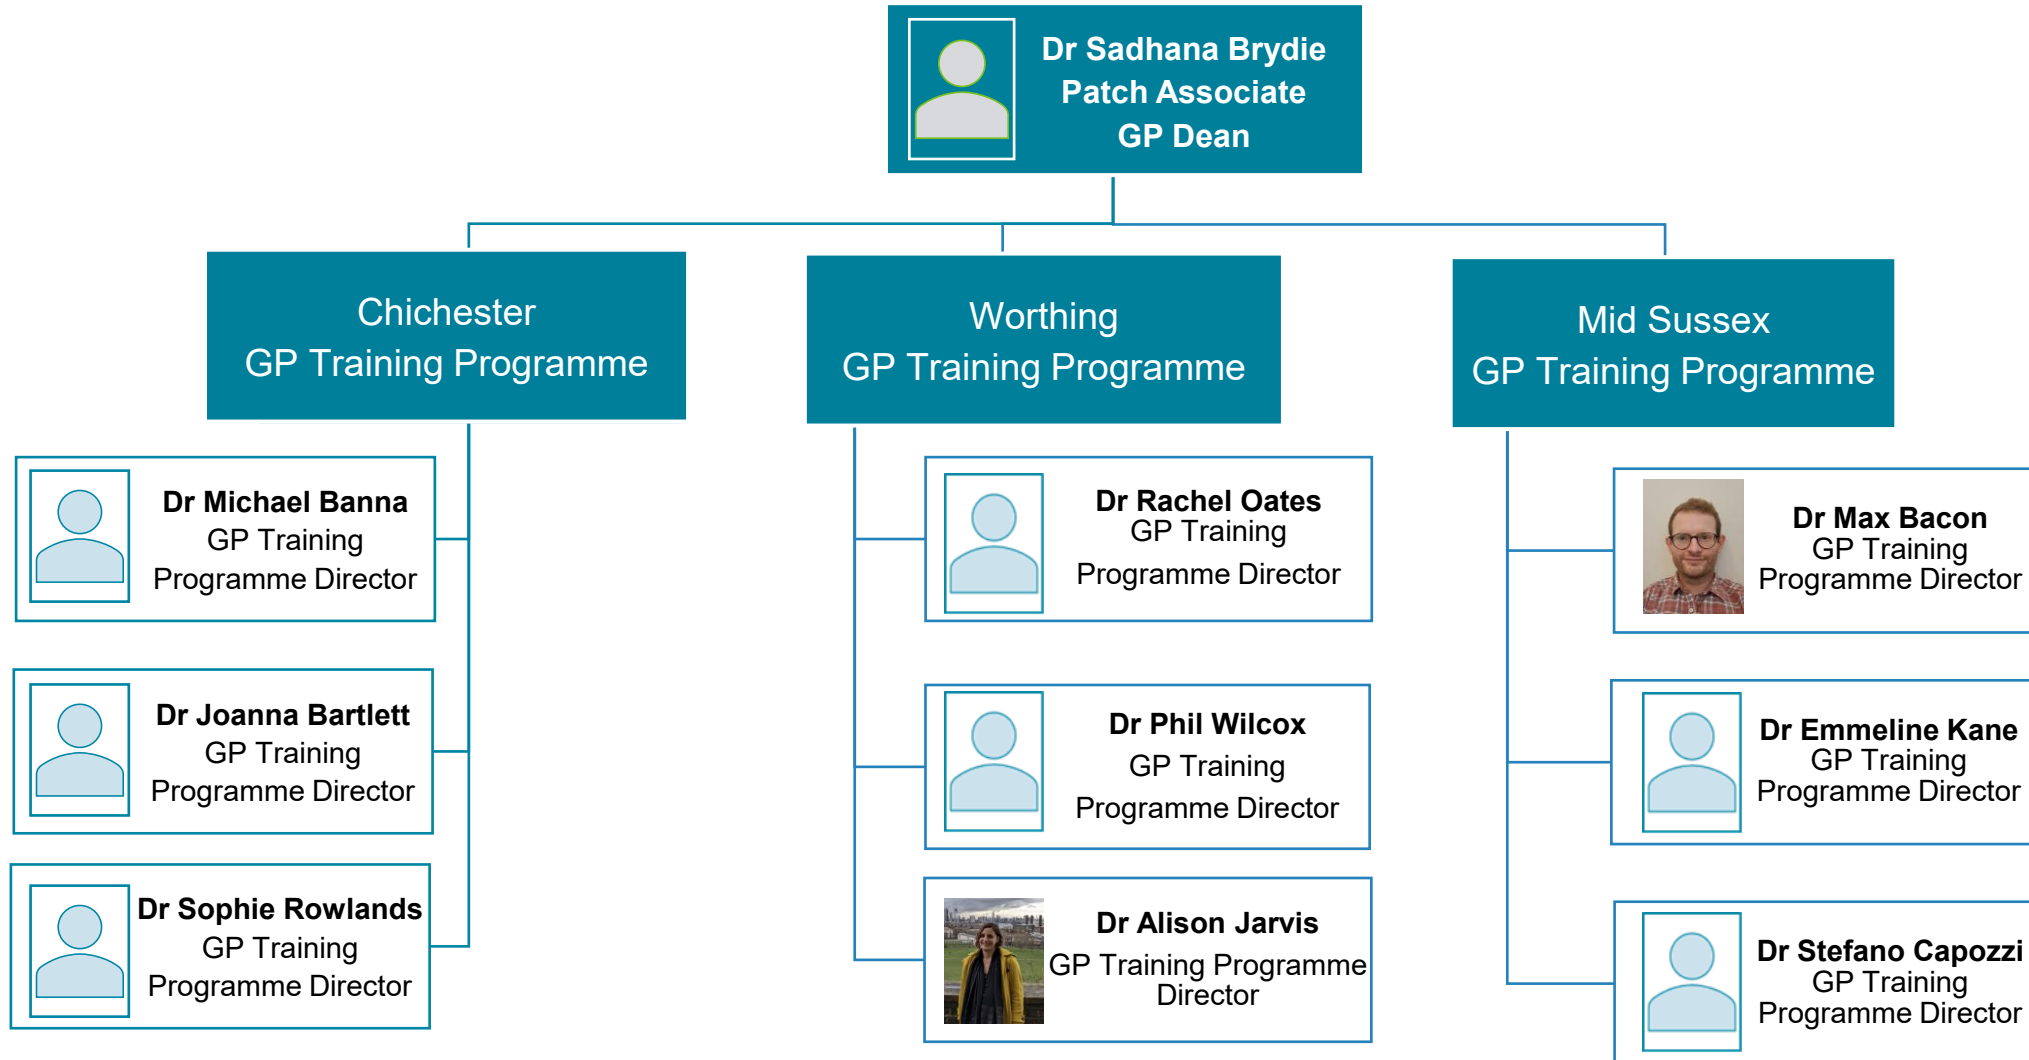 Dr Sadhana Brydie
Patch Associate
GP Dean
Chichester
GP Training Programme
Worthing
GP Training Programme
Mid Sussex
GP Training Programme
Dr Michael Banna
GP Training
Programme Director
Dr Joanna Bartlett
GP Training
Programme Director
Dr Sophie Rowlands
GP Training
Programme Director
Dr Rachel Oates
GP Training
Programme Director
Dr Phil Wilcox
GP Training
Programme Director
Dr Alison Jarvis
GP Training Programme
Director
Dr Max Bacon
GP Training
Programme Director
Dr Emmeline Kane
GP Training
Programme Director
Dr Stefano Capozzi
GP Training
Programme Director